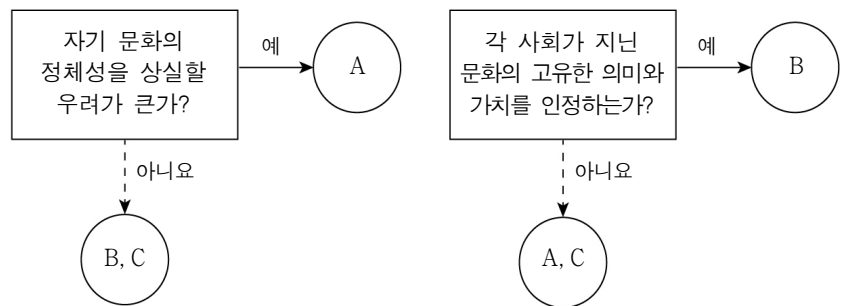 자기 문화의
정체성을 상실할
우려가 큰가?
예
A
아니요
B, C
각 사회가 지닌
문화의 고유한 의미와
가치를 인정하는가?
예
B
아니요
A, C